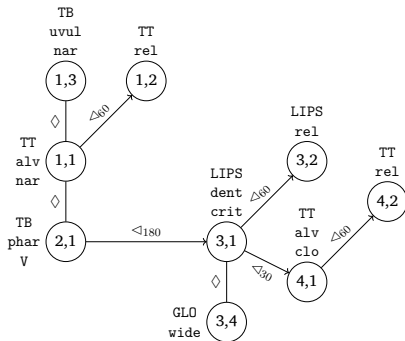 TB
uvul
nar
1,3
TT
rel
1,2
◇
◁60
TT
alv
nar
1,1
◇
TB
phar
V
2,1
◁180
LIPS
dent
crit
3,1
◁60
LIPS
rel
3,2
◁30
TT
alv
clo
4,1
◁60
TT
rel
4,2
◇
GLO
wide
3,4